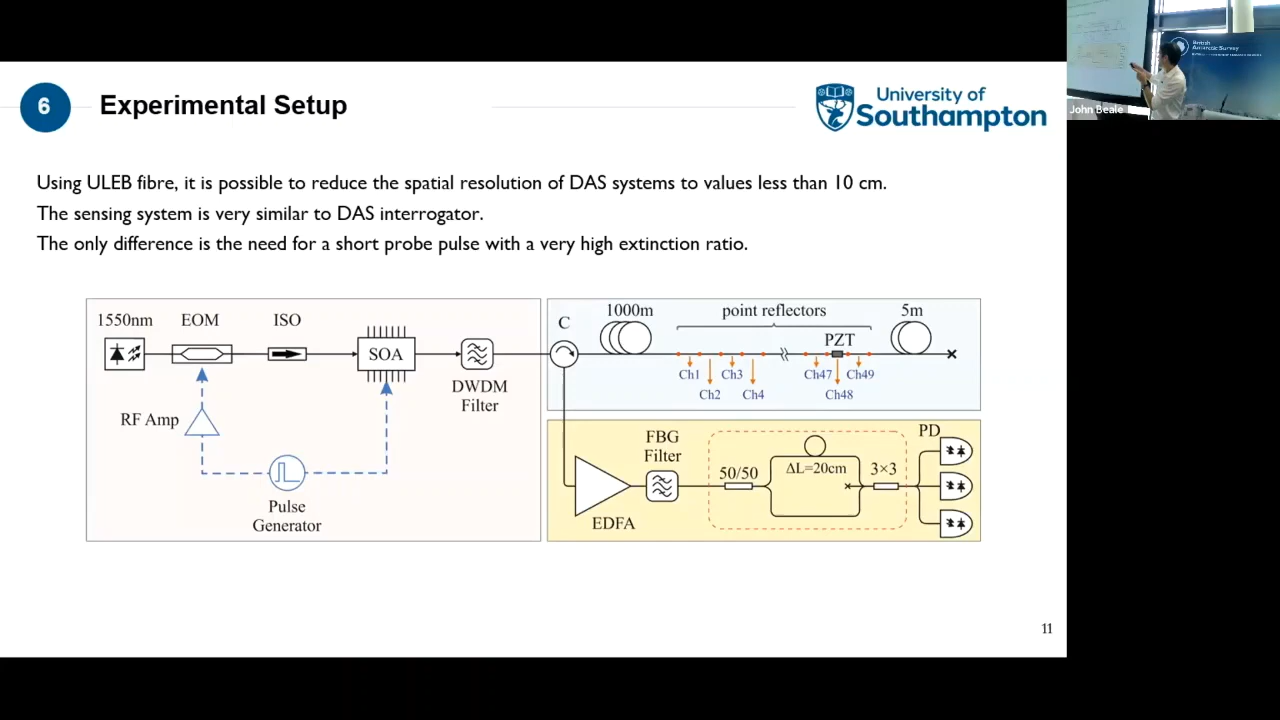 6
Experimental Setup
University of
Southampton
British
Antarctic Survey
John Beale
Using ULEB fibre, it is possible to reduce the spatial resolution of DAS systems to values less than 10 cm.
The sensing system is very similar to DAS interrogator.
The only difference is the need for a short probe pulse with a very high extinction ratio.
1550nm
EOM
ISO
SOA
DWDM
Filter
RF Amp
Pulse
Generator
C
1000m
point reflectors
5m
PZT
Ch1
Ch3
Ch47
Ch49
Ch2
Ch4
Ch48
FBG
Filter
PD
50/50
ΔL=20cm
3×3
EDFA
11